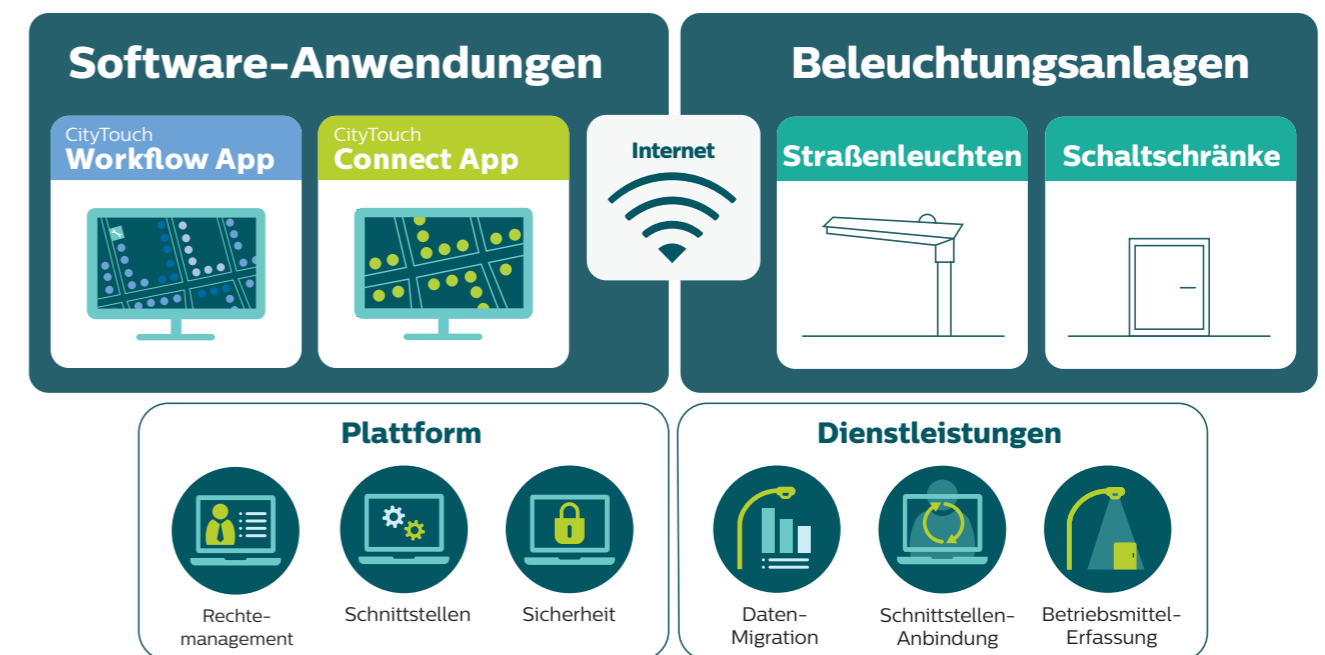 Software-Anwendungen
Beleuchtungsanlagen
CityTouch
Workflow App
CityTouch
Connect App
Internet
Straßenleuchten
Schaltschränke
Plattform
Rechte-
management
Schnittstellen
Sicherheit
Dienstleistungen
Daten-
Migration
Schnittstellen-
Anbindung
Betriebsmittel-
Erfassung